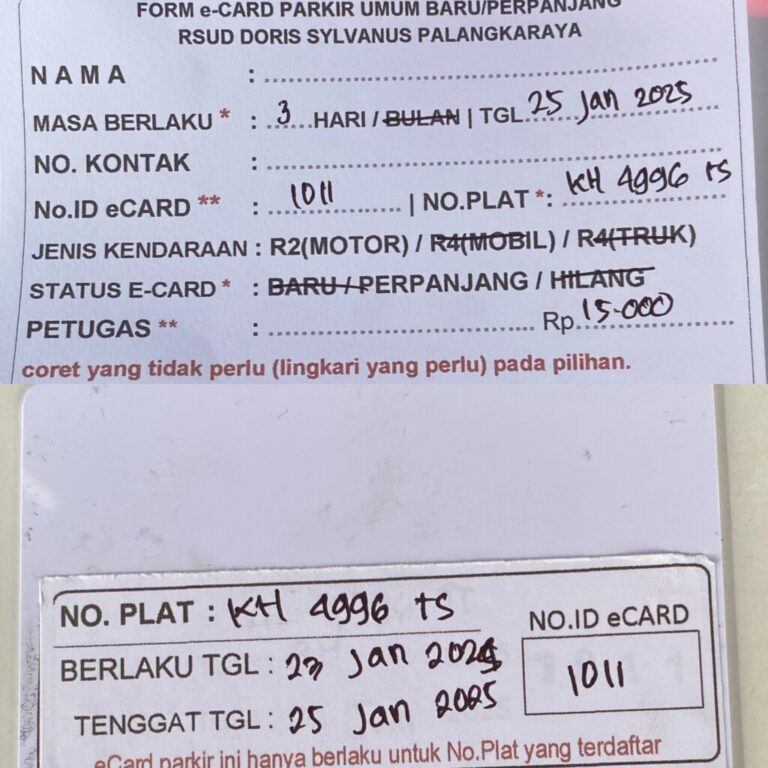 FORM e-CARD PARKIR UMUM BARU/PERPANJANG
RSUD DORIS SYLVANUS PALANGKARAYA
NAMA :
MASA BERLAKU * : 3 HARI / BULAN | TGL. 25 Jan 2025
NO. KONTAK :
No.ID eCARD ** : 1011 | NO.PLAT *: KH 4996 TS
JENIS KENDARAAN : R2(MOTOR) / R4(MOBIL) / R4(TRUK)
STATUS E-CARD * : BARU / PERPANJANG / HILANG
PETUGAS ** : Rp. 15.000
coret yang tidak perlu (lingkari yang perlu) pada pilihan.
NO. PLAT : KH 4996 TS
NO.ID eCARD
BERLAKU TGL : 23 Jan 2025
1011
TENGGAT TGL : 25 Jan 2025
eCard parkir ini hanya berlaku untuk No.Plat yang terdaftar